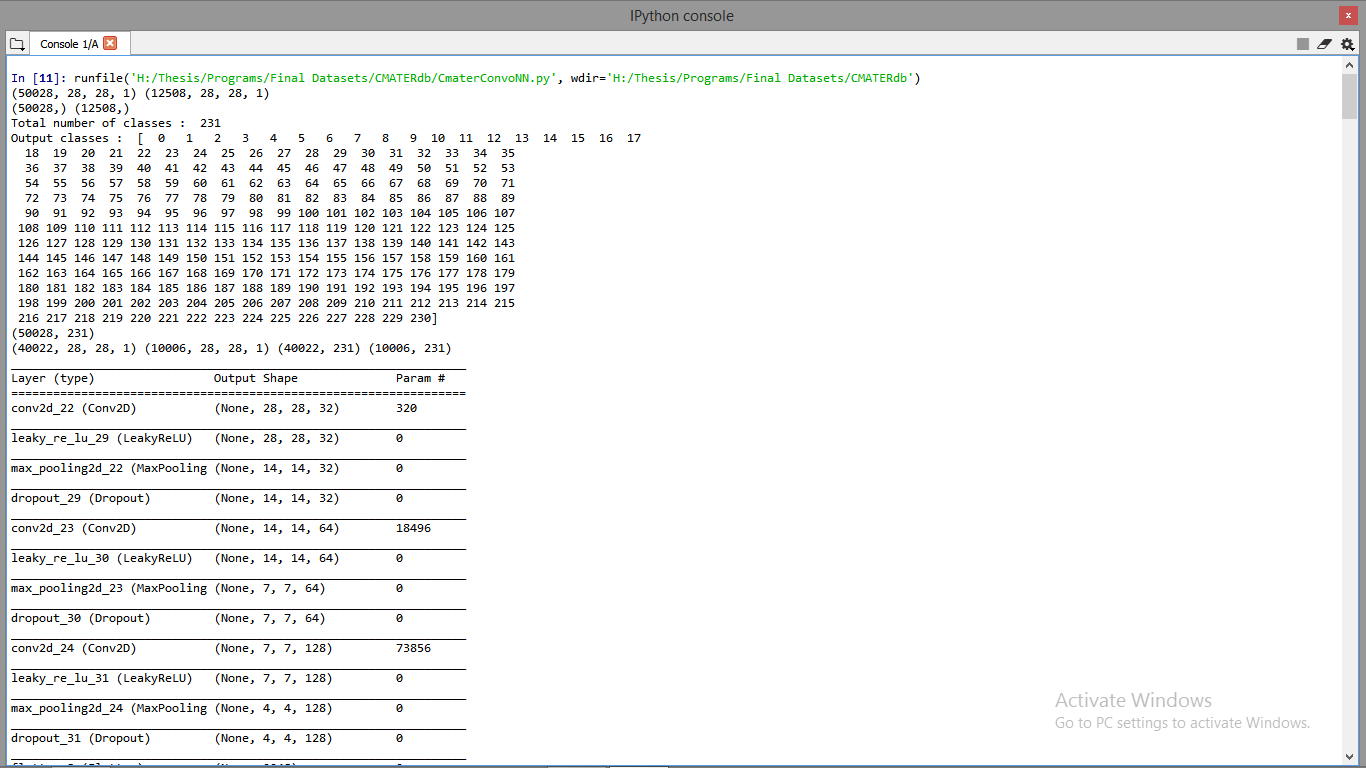 IPython console
Console 1/A
In [11]: runfile('H:/Thesis/Programs/Final Datasets/CMATERdb/CmaterConvoNN.py', wdir='H:/Thesis/Programs/Final Datasets/CMATERdb')
(50028, 28, 28, 1) (12508, 28, 28, 1)
(50028,) (12508,)
Total number of classes :  231
Output classes :  [  0   1   2   3   4   5   6   7   8   9  10  11  12  13  14  15  16  17
  18  19  20  21  22  23  24  25  26  27  28  29  30  31  32  33  34  35
  36  37  38  39  40  41  42  43  44  45  46  47  48  49  50  51  52  53
  54  55  56  57  58  59  60  61  62  63  64  65  66  67  68  69  70  71
  72  73  74  75  76  77  78  79  80  81  82  83  84  85  86  87  88  89
  90  91  92  93  94  95  96  97  98  99 100 101 102 103 104 105 106 107
 108 109 110 111 112 113 114 115 116 117 118 119 120 121 122 123 124 125
 126 127 128 129 130 131 132 133 134 135 136 137 138 139 140 141 142 143
 144 145 146 147 148 149 150 151 152 153 154 155 156 157 158 159 160 161
 162 163 164 165 166 167 168 169 170 171 172 173 174 175 176 177 178 179
 180 181 182 183 184 185 186 187 188 189 190 191 192 193 194 195 196 197
 198 199 200 201 202 203 204 205 206 207 208 209 210 211 212 213 214 215
 216 217 218 219 220 221 222 223 224 225 226 227 228 229 230]
(50028, 231)
(40022, 28, 28, 1) (10006, 28, 28, 1) (40022, 231) (10006, 231)
Layer (type)                 Output Shape              Param #
conv2d_22 (Conv2D)           (None, 28, 28, 32)        320
leaky_re_lu_29 (LeakyReLU)   (None, 28, 28, 32)        0
max_pooling2d_22 (MaxPooling (None, 14, 14, 32)        0
dropout_29 (Dropout)         (None, 14, 14, 32)        0
conv2d_23 (Conv2D)           (None, 14, 14, 64)        18496
leaky_re_lu_30 (LeakyReLU)   (None, 14, 14, 64)        0
max_pooling2d_23 (MaxPooling (None, 7, 7, 64)          0
dropout_30 (Dropout)         (None, 7, 7, 64)          0
conv2d_24 (Conv2D)           (None, 7, 7, 128)         73856
leaky_re_lu_31 (LeakyReLU)   (None, 7, 7, 128)         0
max_pooling2d_24 (MaxPooling (None, 4, 4, 128)         0
dropout_31 (Dropout)         (None, 4, 4, 128)         0
Activate Windows
Go to PC settings to activate Windows.